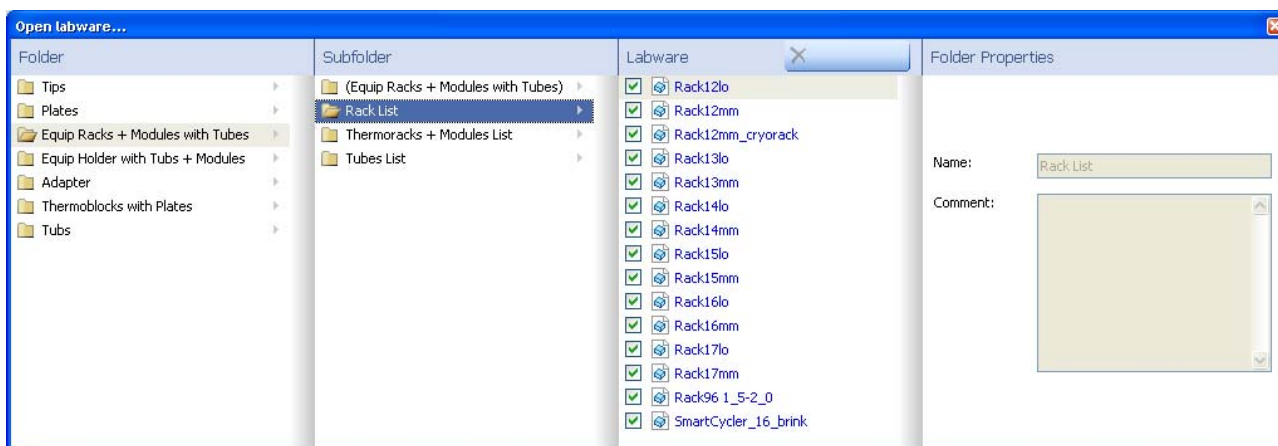 Open labware...
Folder
Tips
Plates
Equip Racks + Modules with Tubes
Equip Holder with Tubs + Modules
Adapter
Thermoblocks with Plates
Tubs
Subfolder
(Equip Racks + Modules with Tubes)
Rack List
Thermoracks + Modules List
Tubes List
Labware
Rack12lo
Rack12mm
Rack12mm_cryorack
Rack13lo
Rack13mm
Rack14lo
Rack14mm
Rack15lo
Rack15mm
Rack16lo
Rack16mm
Rack17lo
Rack17mm
Rack96 1_5-2_0
SmartCycler_16_brink
Folder Properties
Name:
Rack List
Comment: